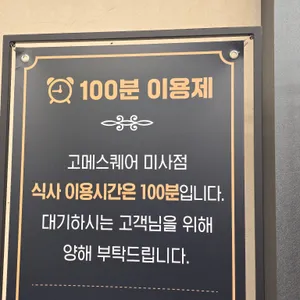 100분 이용제
고메스퀘어 미사점
식사 이용시간은 100분입니다.
대기하시는 고객님을 위해
양해 부탁드립니다.